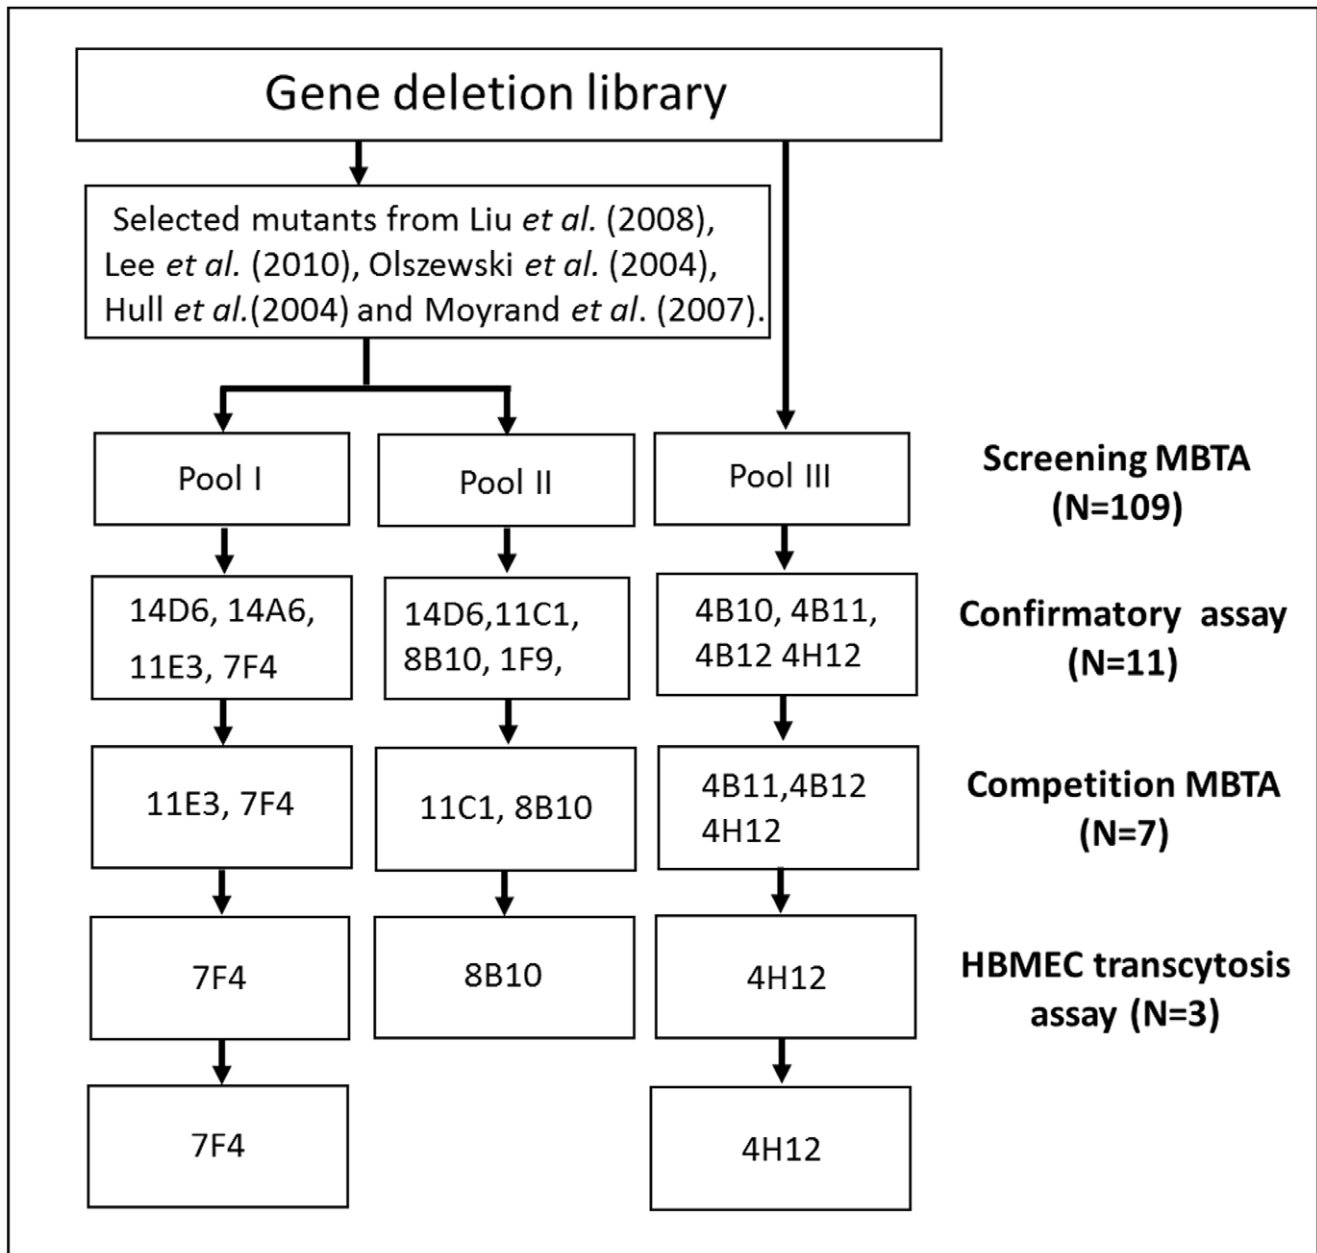 Gene deletion library
Selected mutants from Liu et al. (2008),
Lee et al. (2010), Olszewski et al. (2004),
Hull et al.(2004) and Moyrand et al. (2007).
Pool I
Pool II
Pool III
Screening MBTA
(N=109)
14D6, 14A6,
11E3, 7F4
14D6,11C1,
8B10, 1F9,
4B10, 4B11,
4B12 4H12
Confirmatory assay
(N=11)
11E3, 7F4
11C1, 8B10
4B11,4B12
4H12
Competition MBTA
(N=7)
7F4
8B10
4H12
HBMEC transcytosis
assay (N=3)
7F4
4H12